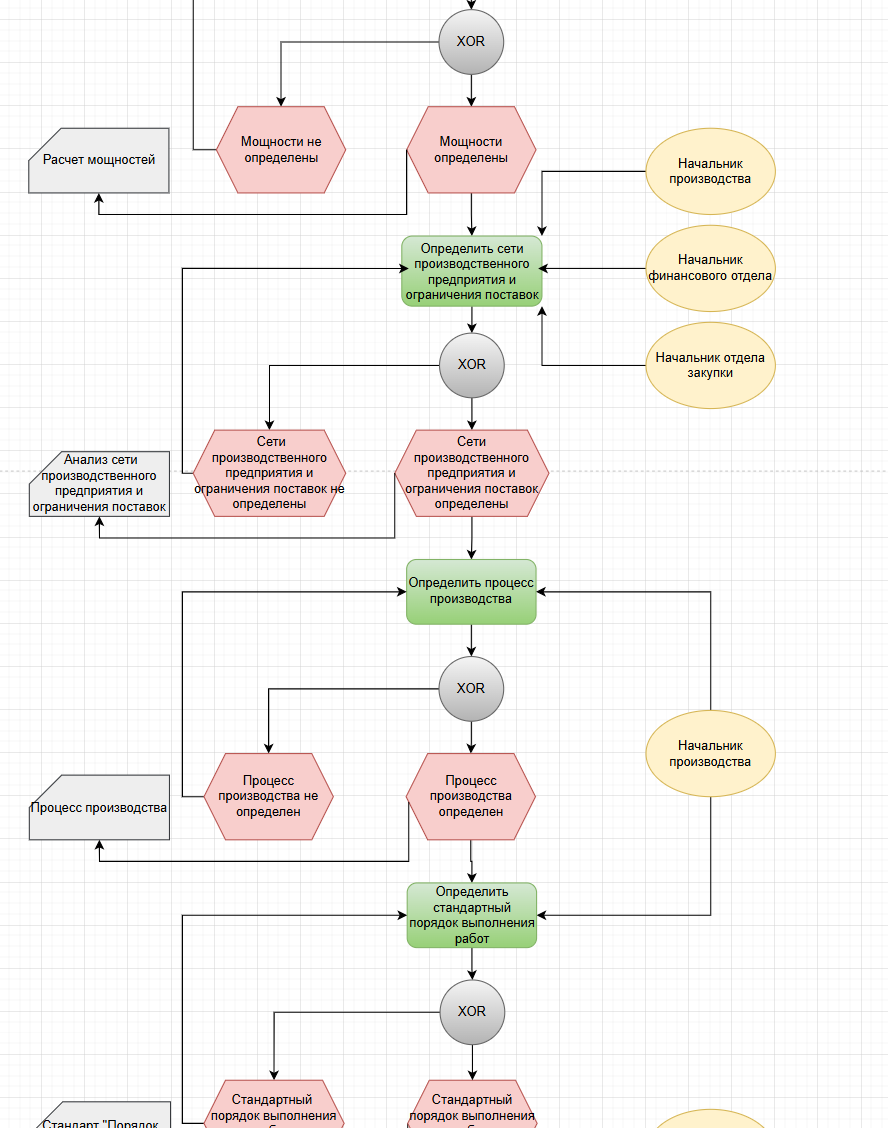 XOR
Мощности не
определены
Мощности
определены
Расчет мощностей
Начальник
производства
Определить сети
производственного
предприятия и
ограничения поставок
Начальник
финансового отдела
XOR
Начальник отдела
закупки
Анализ сети
производственного
предприятия и
ограничения поставок
Сети
производственного
предприятия и
ограничения поставок не
определены
Сети
производственного
предприятия и
ограничения поставок
определены
Определить процесс
производства
XOR
Начальник
производства
Процесс производства
Процесс
производства не
определен
Процесс
производства
определен
Определить
стандартный
порядок выполнения
работ
XOR
Стандарт "Порядок
Стандартный
порядок выполнения
Стандартный
порядок выполнения